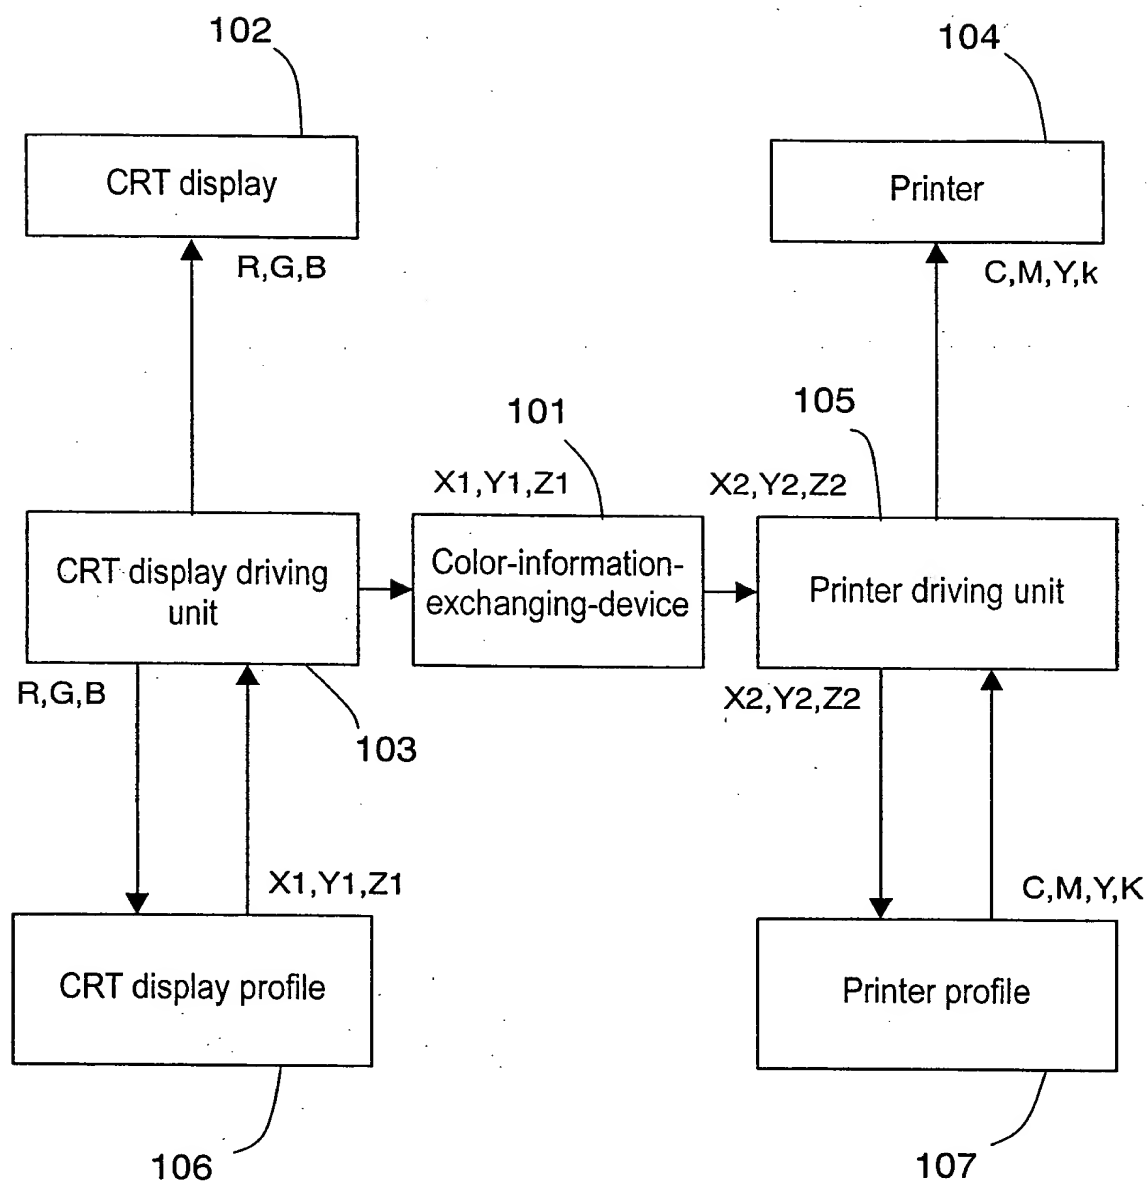 102
104
CRT display
Printer
R,G,B
C,M,Y,k
101
105
X1,Y1,Z1
X2,Y2,Z2
CRT display driving
unit
Color-information-
exchanging-device
Printer driving unit
R,G,B
X2,Y2,Z2
103
X1,Y1,Z1
C,M,Y,K
CRT display profile
Printer profile
106
107